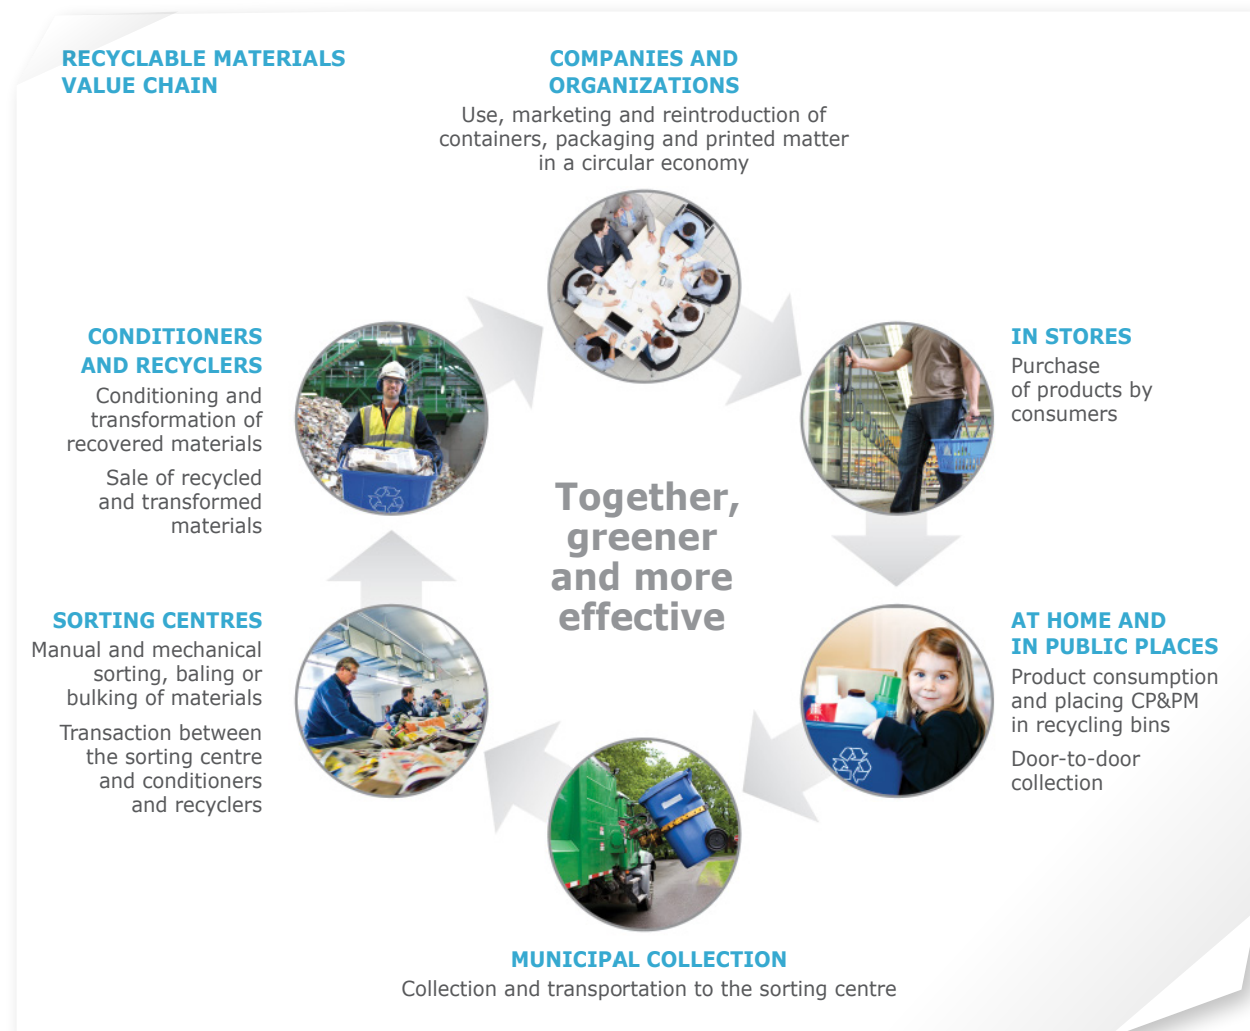 RECYCLABLE MATERIALS
VALUE CHAIN
COMPANIES AND
ORGANIZATIONS
Use, marketing and reintroduction of
containers, packaging and printed matter
in a circular economy
IN STORES
Purchase
of products by
consumers
AT HOME AND
IN PUBLIC PLACES
Product consumption
and placing CP&PM
in recycling bins
Door-to-door
collection
MUNICIPAL COLLECTION
Collection and transportation to the sorting centre
SORTING CENTRES
Manual and mechanical
sorting, baling or
bulking of materials
Transaction between
the sorting centre
and conditioners
and recyclers
CONDITIONERS
AND RECYCLERS
Conditioning and
transformation of
recovered materials
Sale of recycled
and transformed
materials
Together,
greener
and more
effective